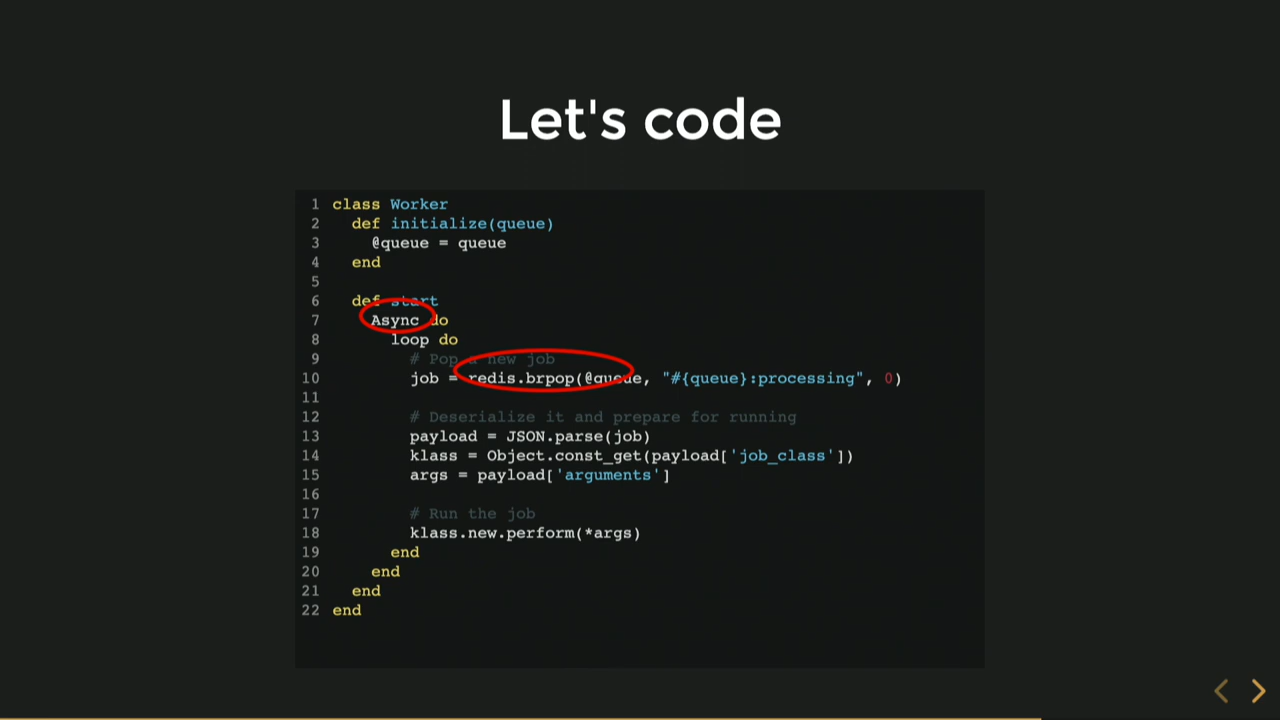 Let's code
1 class Worker
2 def initialize(queue)
3 @queue = queue
4 end
5
6 def start
7 Async do
8 loop do
9 # Pop a new job
10 job = redis.brpop(@queue, "#{queue}:processing", 0)
11
12 # Deserialize it and prepare for running
13 payload = JSON.parse(job)
14 klass = Object.const_get(payload['job_class'])
15 args = payload['arguments']
16
17 # Run the job
18 klass.new.perform(*args)
19 end
20 end
21 end
22 end